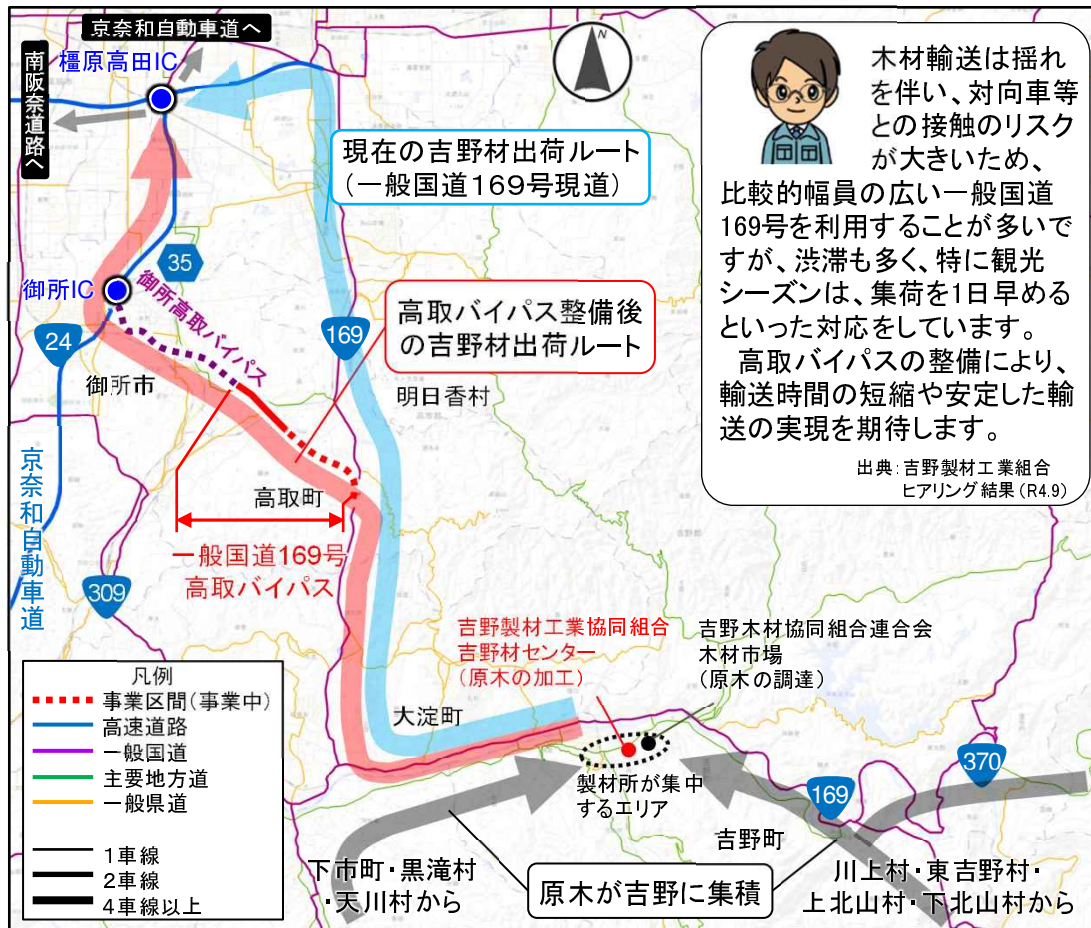 京奈和自動車道へ
橿原高田IC
南阪奈道路へ
N
木材輸送は揺れ
を伴い、対向車等
との接触のリスク
が大きいため、
比較的幅員の広い一般国道
169号を利用することが多いで
すが、渋滞も多く、特に観光
シーズンは、集荷を1日早める
といった対応をしています。
高取バイパスの整備により、
輸送時間の短縮や安定した輸
送の実現を期待します。
出典:吉野製材工業組合
ヒアリング結果(R4.9)
現在の吉野材出荷ルート
(一般国道169号現道)
35
御所IC
御所高取バイパス
高取バイパス整備後
の吉野材出荷ルート
24
169
御所市
明日香村
京奈和自動車道
高取町
一般国道169号
高取バイパス
309
吉野製材工業協同組合
吉野材センター
(原木の加工)
吉野木材協同組合連合会
木材市場
(原木の調達)
大淀町
製材所が集中
するエリア
370
169
吉野町
下市町・黒滝村
・天川村から
原木が吉野に集積
川上村・東吉野村・
上北山村・下北山村から
凡例
事業区間(事業中)
高速道路
一般国道
主要地方道
一般県道
1車線
2車線
4車線以上